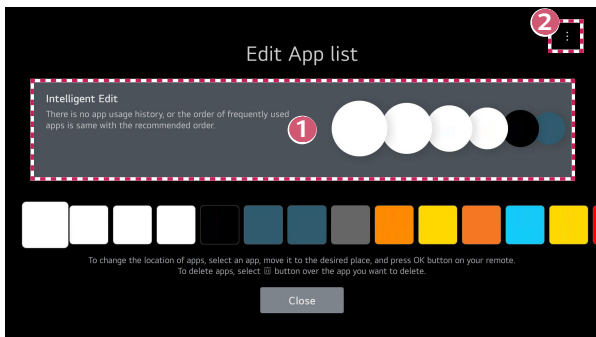 2
⋮
Edit App list
Intelligent Edit
There is no app usage history, or the order of frequently used
apps is same with the recommended order.
1
To change the location of apps, select an app, move it to the desired place, and press OK button on your remote.
To delete apps, select 🗑 button over the app you want to delete.
Close